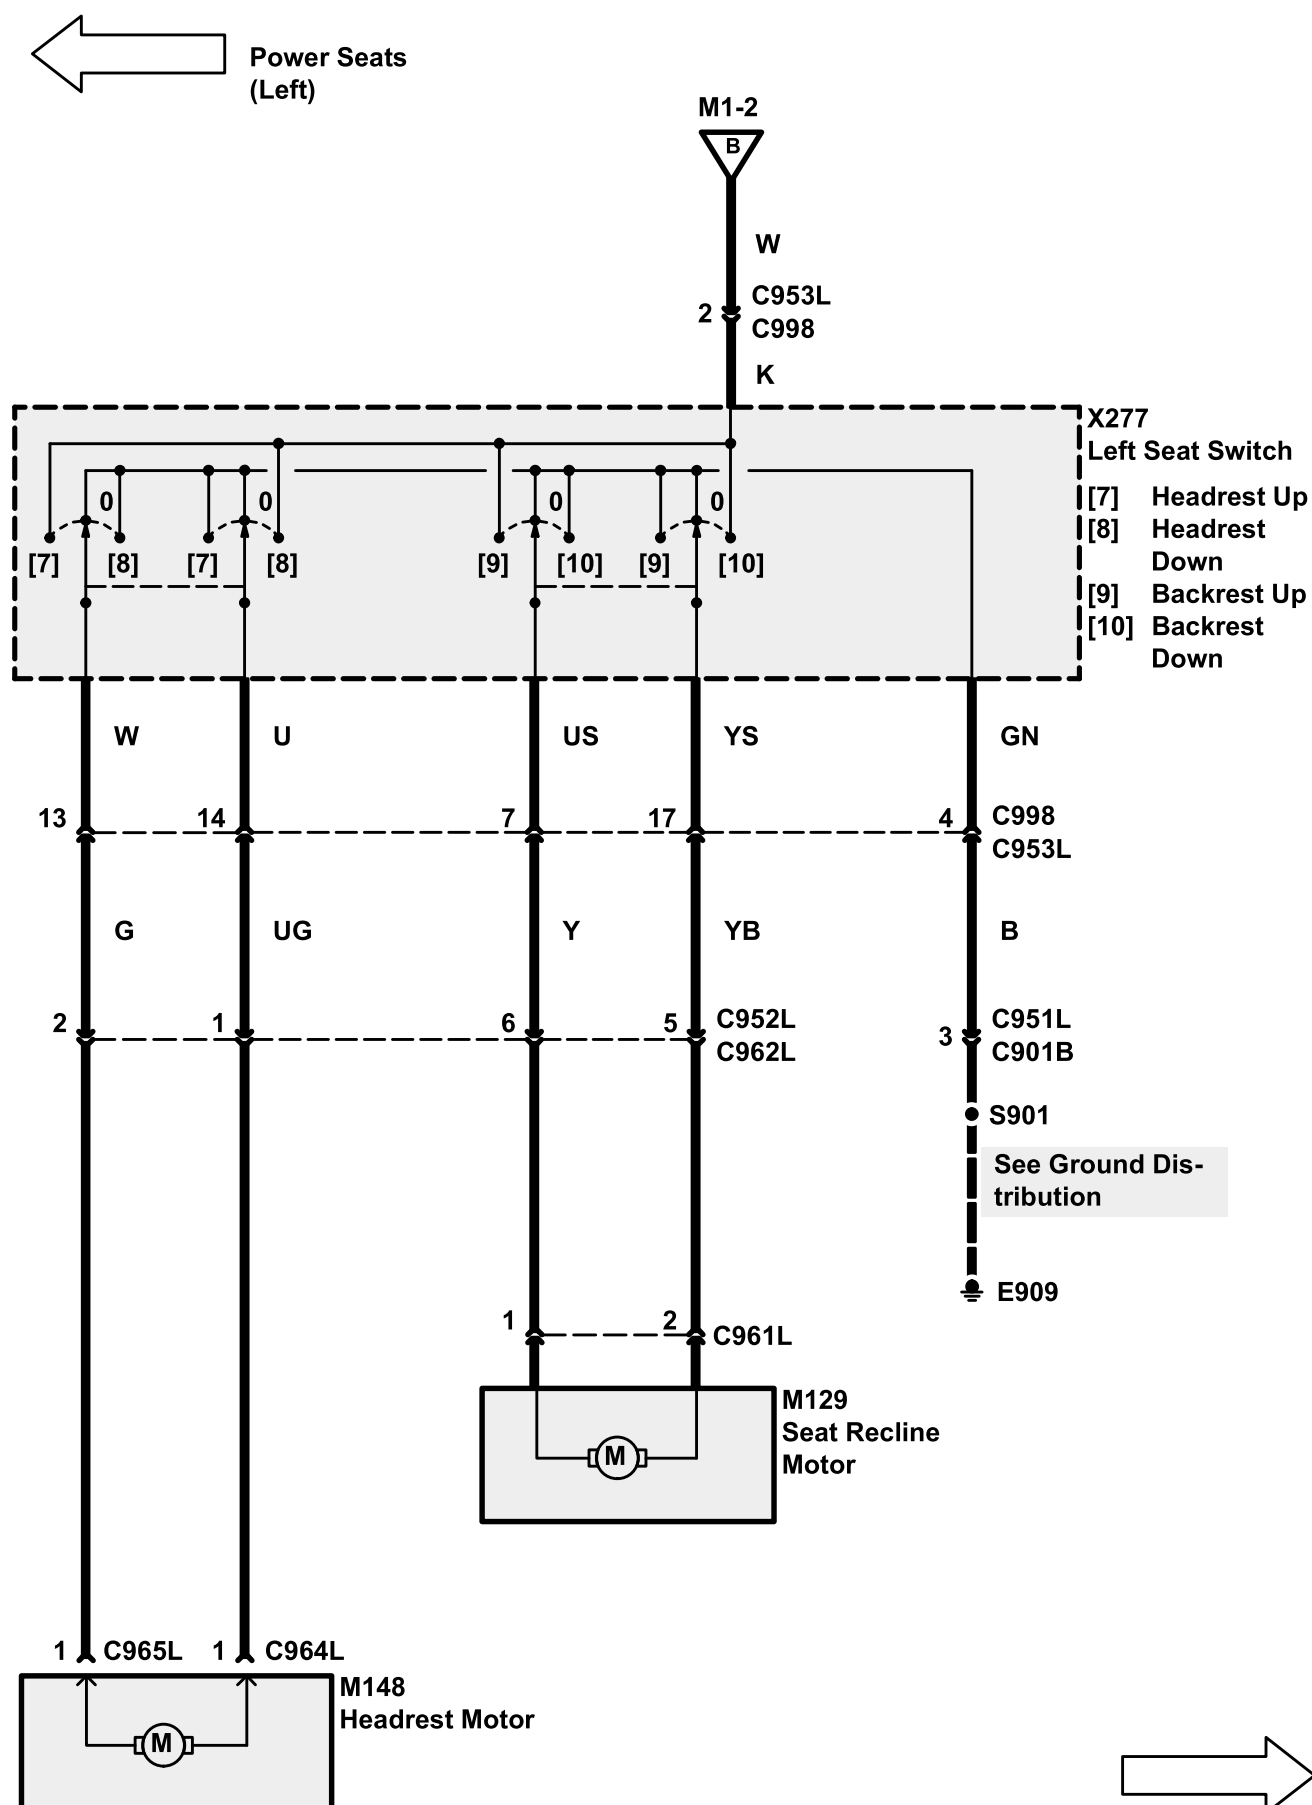 Power Seats
(Left)
M1-2
B
W
2 C953L
C998
K
X277
Left Seat Switch
[7] Headrest Up
[8] Headrest
Down
[9] Backrest Up
[10] Backrest
Down
0 0 0 0
[7] [8] [7] [8] [9] [10] [9] [10]
W U US YS GN
13 14 7 17 4 C998
C953L
G UG Y YB B
2 1 6 5 C952L
C962L
3 C951L
C901B
S901
See Ground Dis-
tribution
E909
1 2 C961L
M129
Seat Recline
Motor
M
1 C965L 1 C964L
M148
Headrest Motor
M